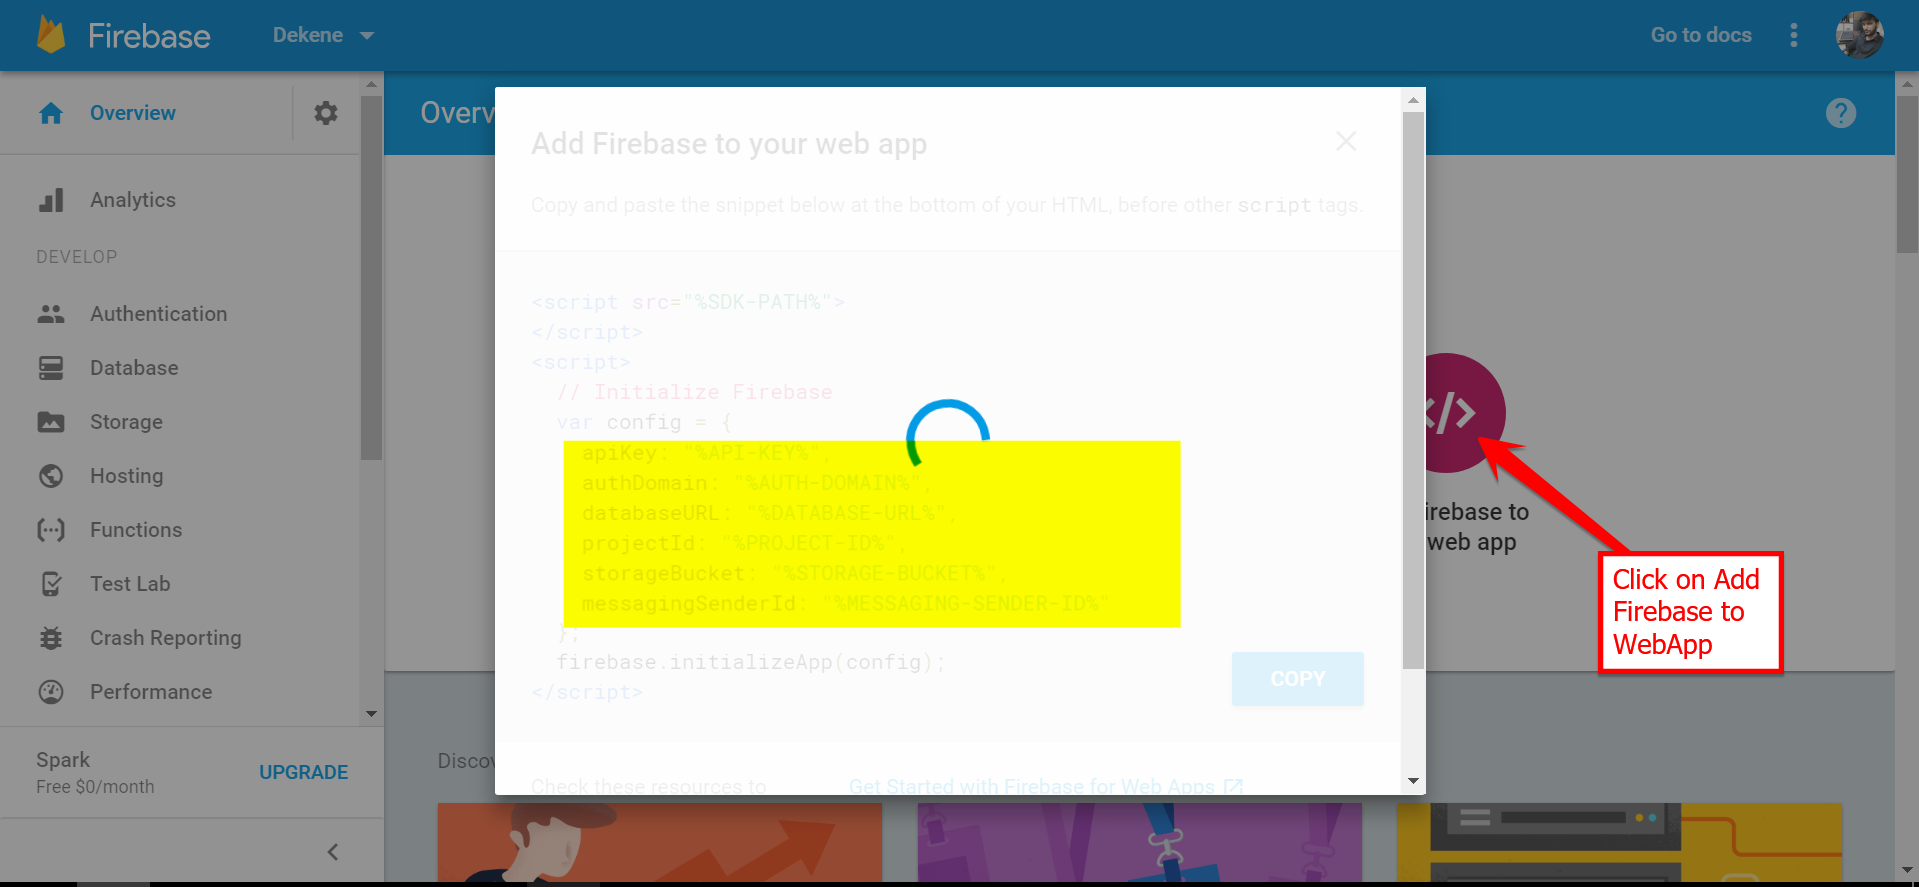 Firebase
Dekene
Go to docs
Overview
Overv
Analytics
DEVELOP
Authentication
Database
Storage
Hosting
Functions
Test Lab
Crash Reporting
Performance
Spark
Free $0/month
UPGRADE
Add Firebase to your web app
Copy and paste the snippet below at the bottom of your HTML, before other script tags.
<script src="%SDK-PATH%">
</script>
<script>
// Initialize Firebase
var config = {
apiKey: "%API-KEY%",
authDomain: "%AUTH-DOMAIN%",
databaseURL: "%DATABASE-URL%",
projectId: "%PROJECT-ID%",
storageBucket: "%STORAGE-BUCKET%",
messagingSenderId: "%MESSAGING-SENDER-ID%"
};
firebase.initializeApp(config);
</script>
COPY
Check these resources to
Get Started with Firebase for Web Apps
</>
irebase to
web app
Click on Add
Firebase to
WebApp
Discov